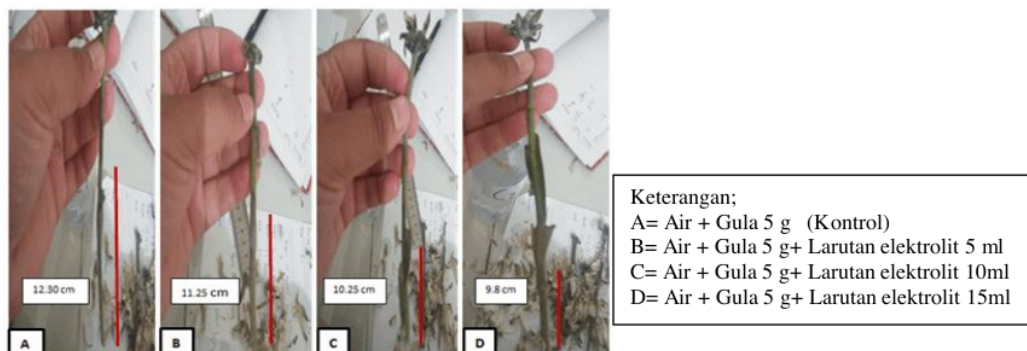 12.30 cm
11.25 cm
10.25 cm
9.8 cm
A
B
C
D
Keterangan;
A= Air + Gula 5 g (Kontrol)
B= Air + Gula 5 g+ Larutan elektrolit 5 ml
C= Air + Gula 5 g+ Larutan elektrolit 10ml
D= Air + Gula 5 g+ Larutan elektrolit 15ml